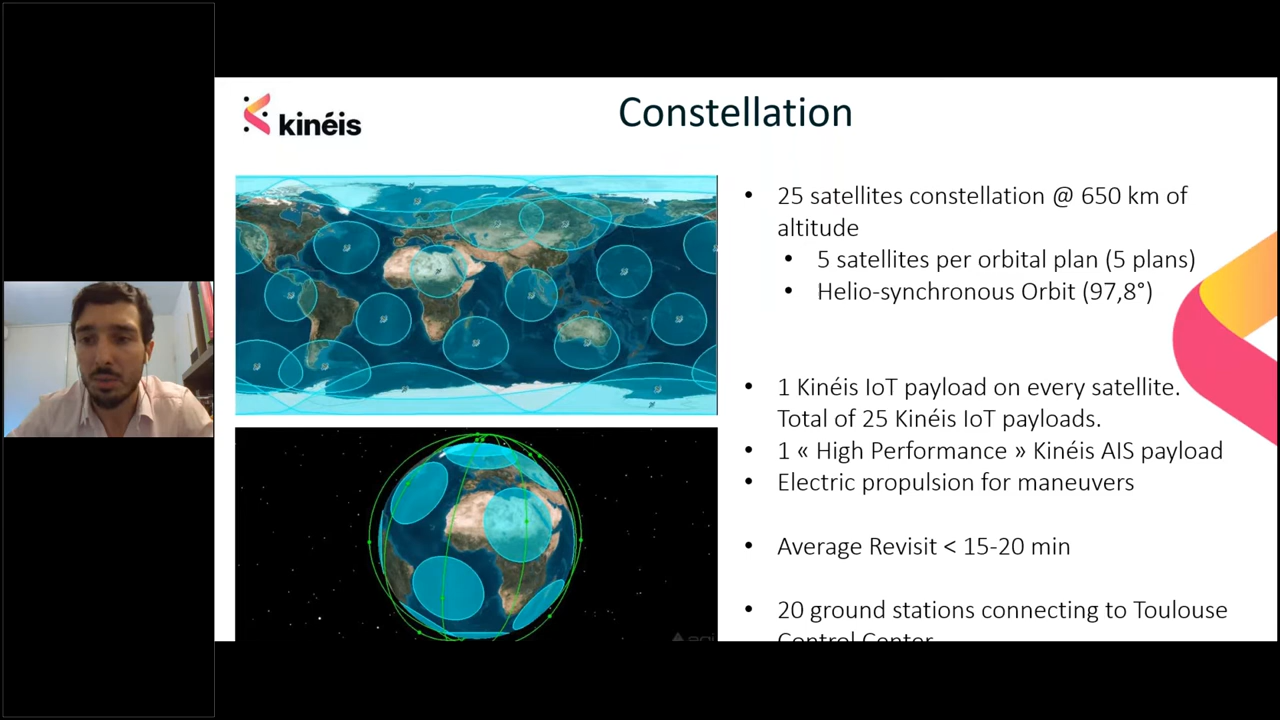 kinéis
Constellation
• 25 satellites constellation @ 650 km of
altitude
• 5 satellites per orbital plan (5 plans)
• Helio-synchronous Orbit (97,8°)
• 1 Kinéis IoT payload on every satellite.
Total of 25 Kinéis IoT payloads.
• 1 « High Performance » Kinéis AIS payload
• Electric propulsion for maneuvers
• Average Revisit < 15-20 min
• 20 ground stations connecting to Toulouse
Control Center